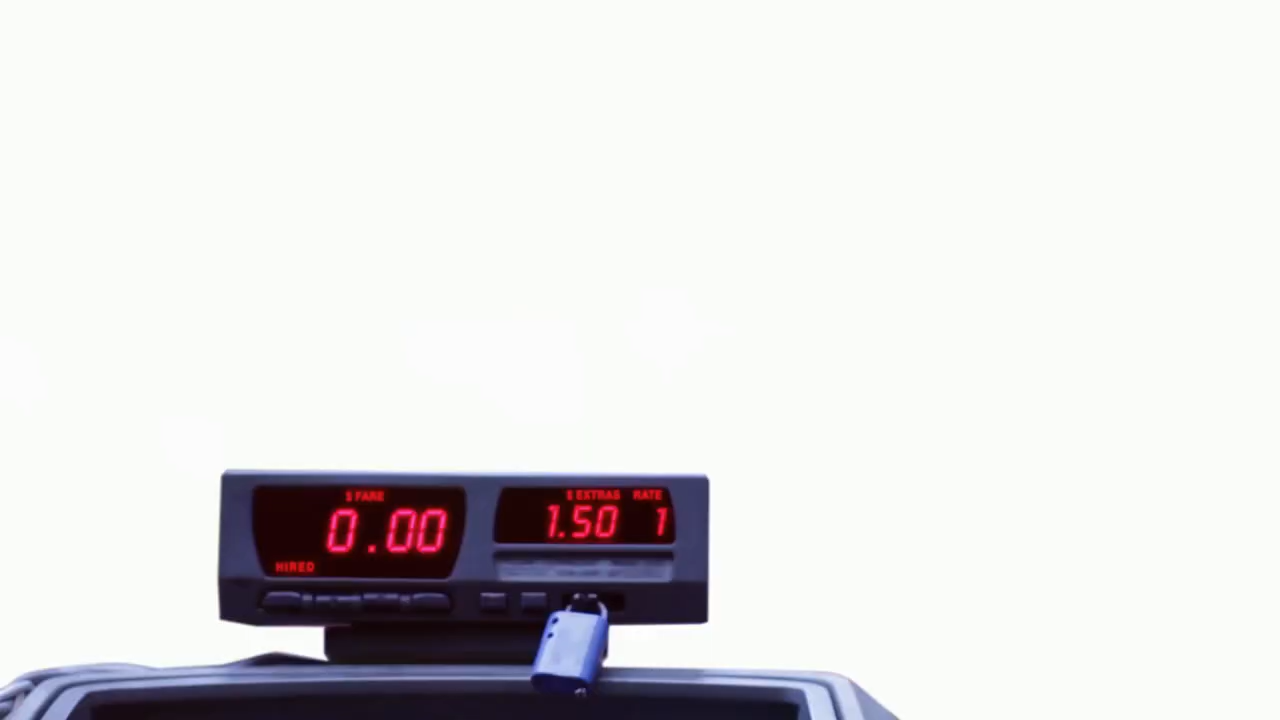 $ FARE
0.00
HIRED
$ EXTRAS RATE
1.50 1